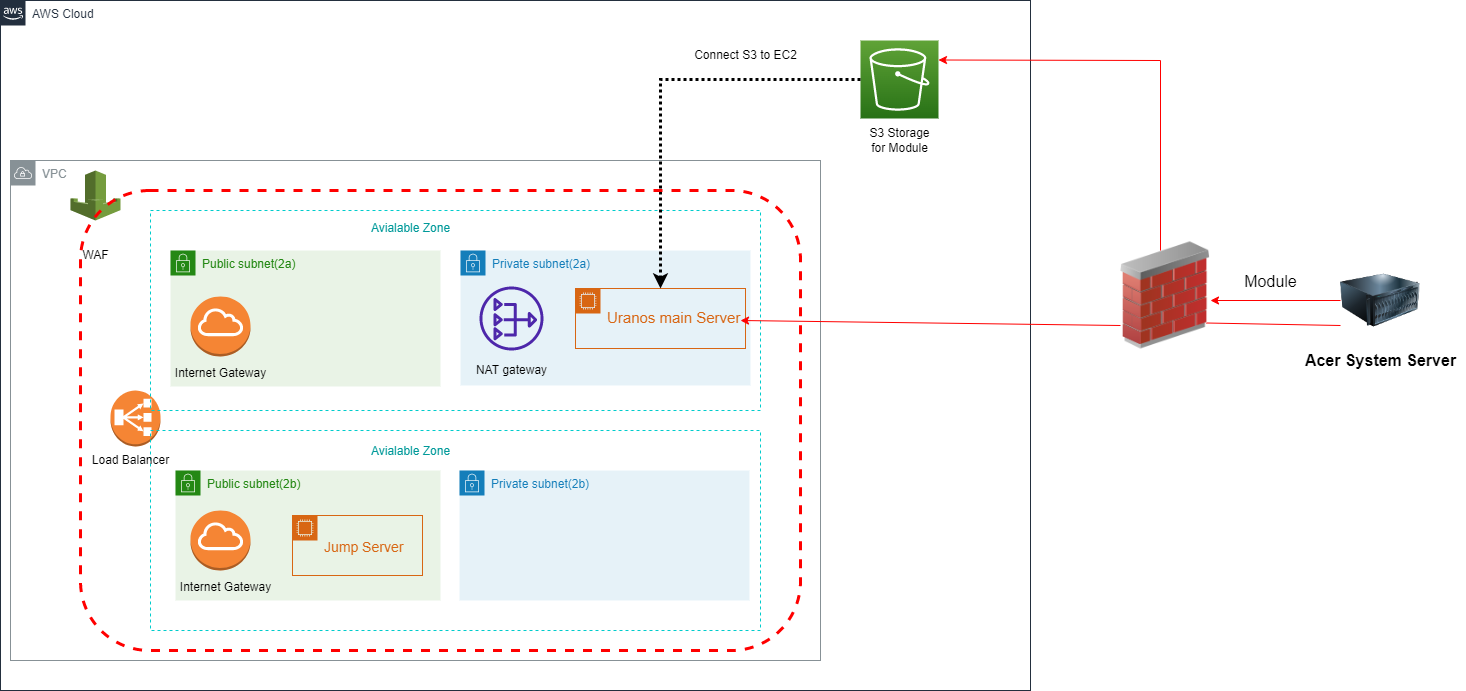 aws
AWS Cloud
Connect S3 to EC2
S3 Storage
for Module
VPC
WAF
Avialable Zone
Public subnet(2a)
Private subnet(2a)
Uranos main Server
Internet Gateway
NAT gateway
Module
Acer System Server
Load Balancer
Avialable Zone
Public subnet(2b)
Private subnet(2b)
Jump Server
Internet Gateway